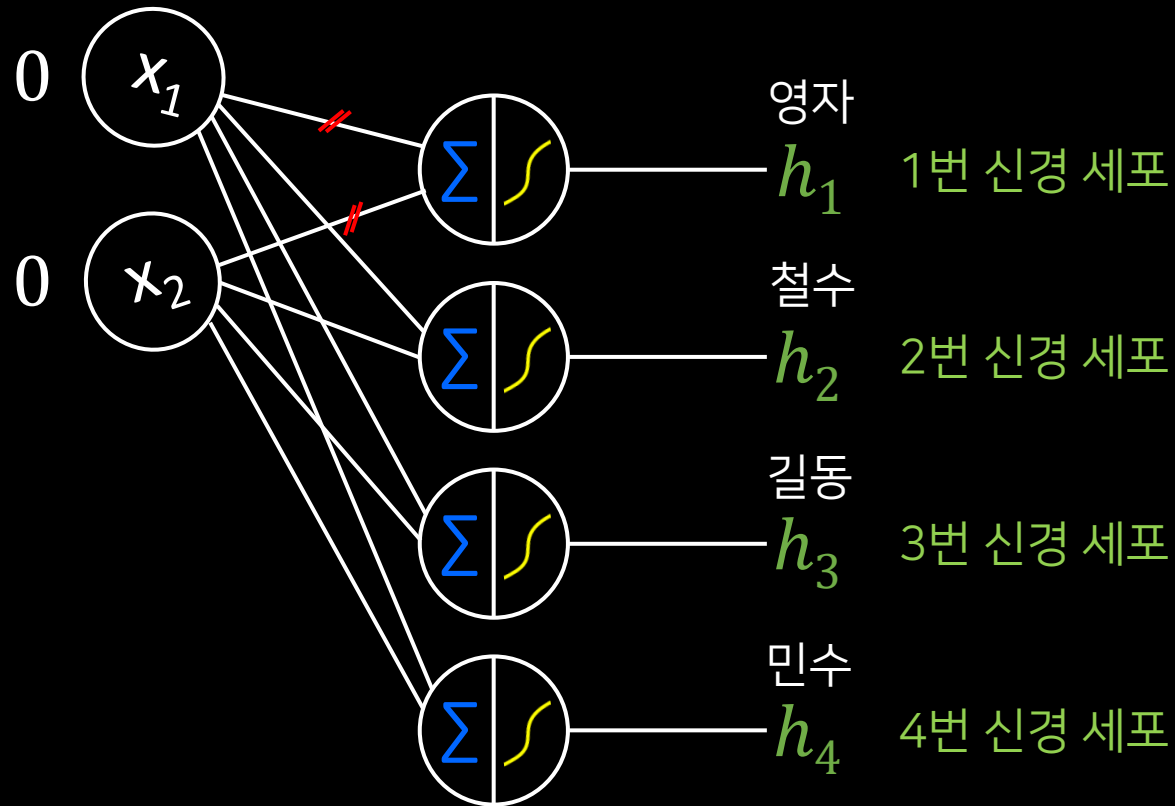 0 x1
영자
Σ h1 1번 신경 세포
0 x2
철수
Σ h2 2번 신경 세포
길동
Σ h3 3번 신경 세포
민수
Σ h4 4번 신경 세포